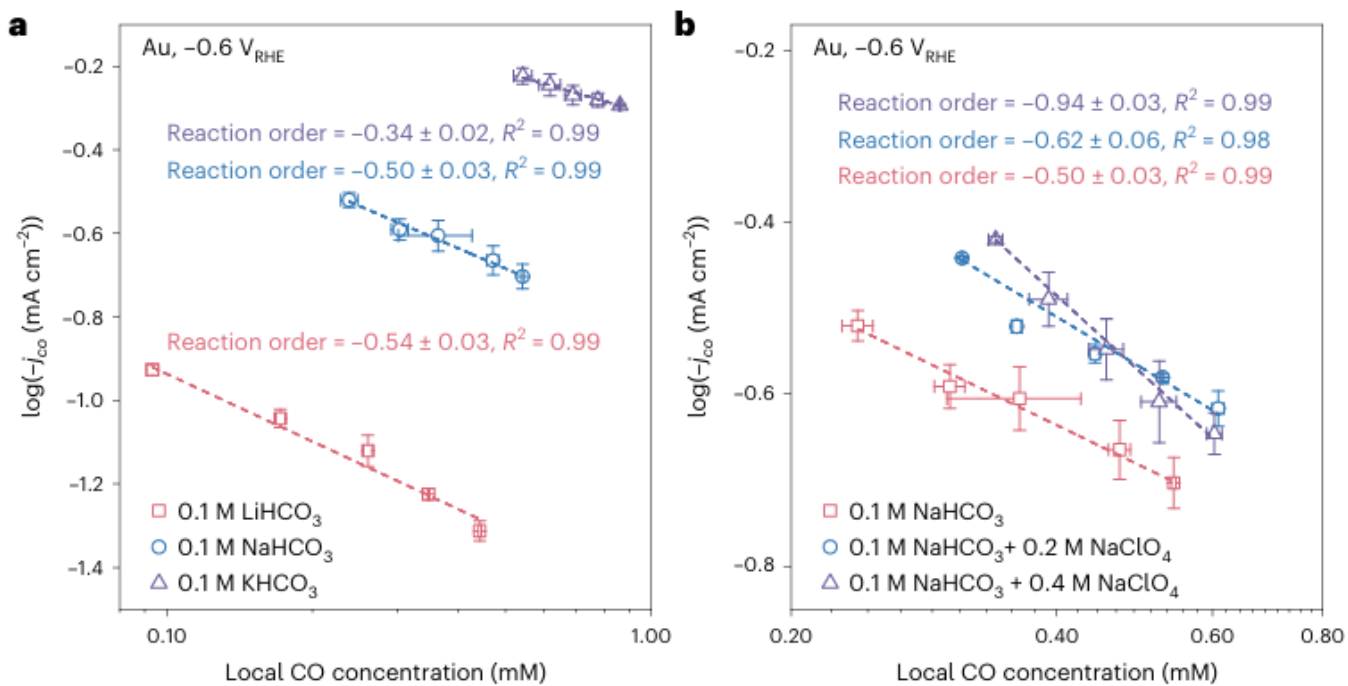 a
Au, −0.6 V_RHE
Reaction order = −0.34 ± 0.02, R² = 0.99
Reaction order = −0.50 ± 0.03, R² = 0.99
Reaction order = −0.54 ± 0.03, R² = 0.99
0.1 M LiHCO₃
0.1 M NaHCO₃
0.1 M KHCO₃
log(−j_co (mA cm⁻²))
−0.2
−0.4
−0.6
−0.8
−1.0
−1.2
−1.4
0.10
1.00
Local CO concentration (mM)
b
Au, −0.6 V_RHE
Reaction order = −0.94 ± 0.03, R² = 0.99
Reaction order = −0.62 ± 0.06, R² = 0.98
Reaction order = −0.50 ± 0.03, R² = 0.99
0.1 M NaHCO₃
0.1 M NaHCO₃+ 0.2 M NaClO₄
0.1 M NaHCO₃ + 0.4 M NaClO₄
log(−j_co (mA cm⁻²))
−0.2
−0.4
−0.6
−0.8
0.20
0.40
0.60
0.80
Local CO concentration (mM)